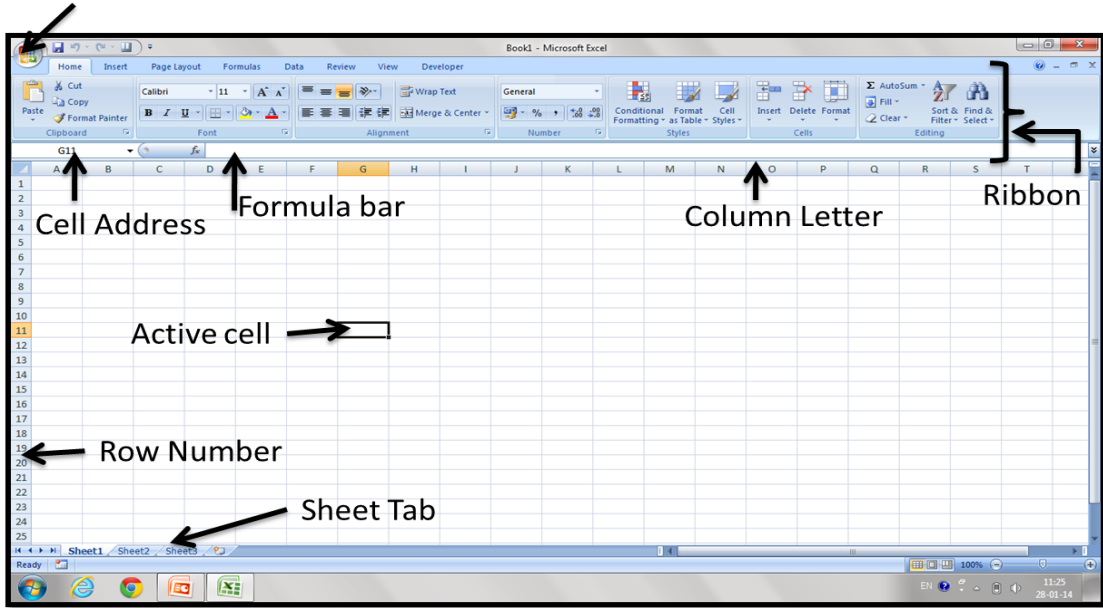 Book1 - Microsoft Excel
Home Insert Page Layout Formulas Data Review View Developer
Paste
Cut
Copy
Format Painter
Clipboard
Calibri 11 A A
B I U A
Font
Wrap Text
Merge & Center
Alignment
General
% ,
Number
Conditional Formatting
Format as Table
Cell Styles
Styles
Insert Delete Format
Cells
Σ AutoSum
Fill
Clear
Sort & Filter
Find & Select
Editing
G11 fx
A B C D E F G H I J K L M N O P Q R S T
1
2
3
4
5
6
7
8
9
10
11
12
13
14
15
16
17
18
19
20
21
22
23
24
25
Cell Address
Formula bar
Column Letter
Ribbon
Active cell
Row Number
Sheet Tab
Sheet1 Sheet2 Sheet3
Ready
100%
EN
11:25
28-01-14